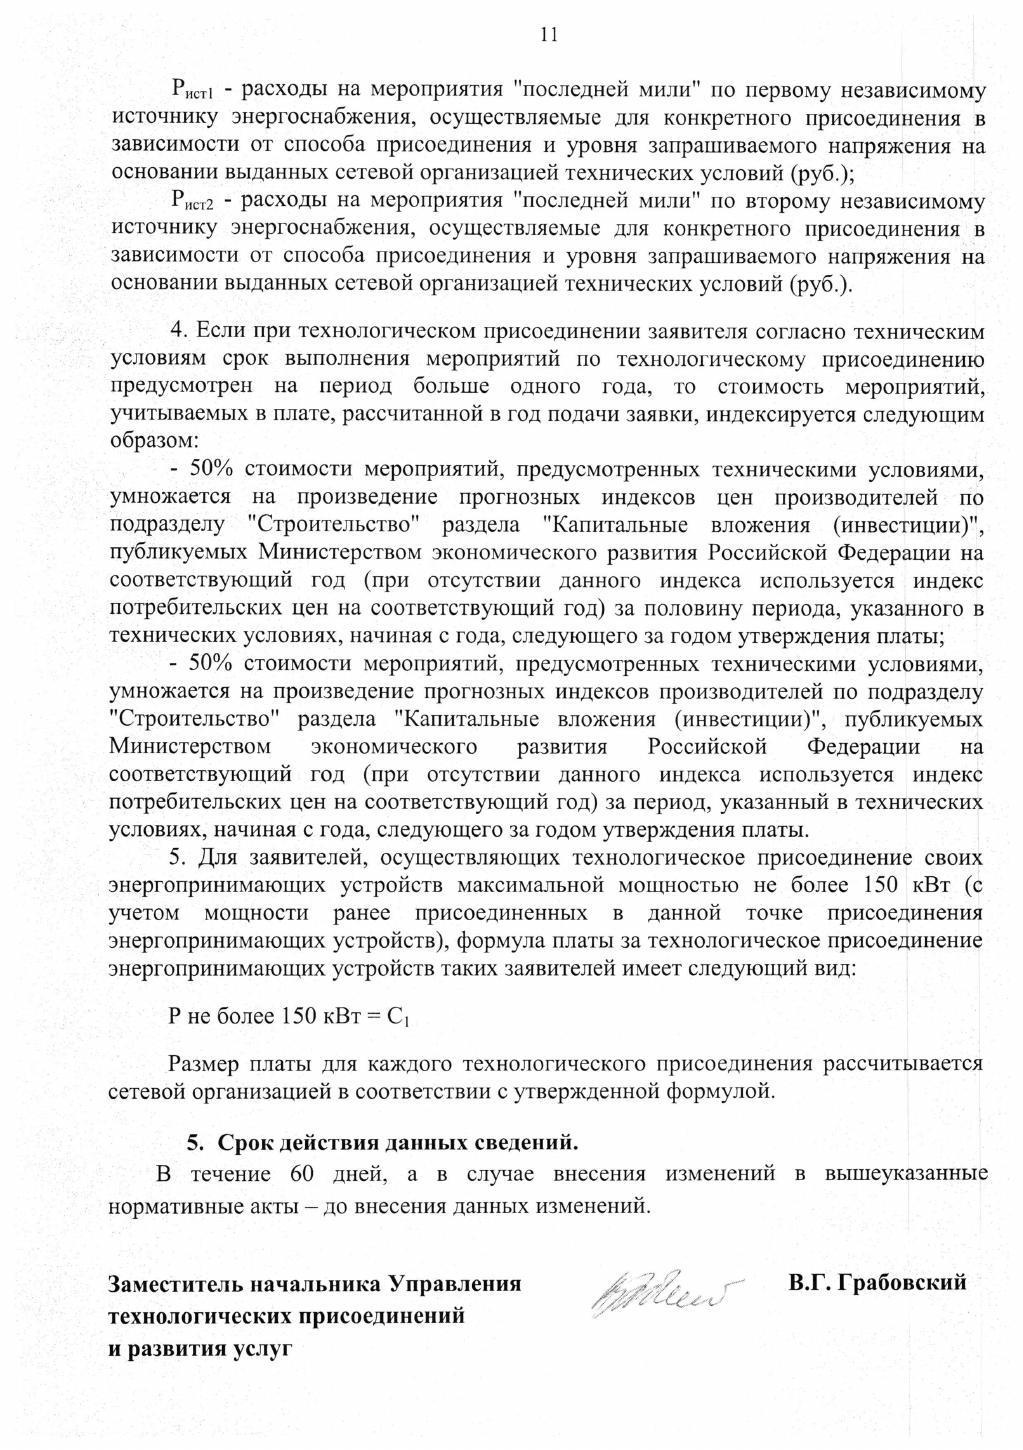 11
Рист1 - расходы на мероприятия "последней мили" по первому независимому
источнику энергоснабжения, осуществляемые для конкретного присоединения в
зависимости от способа присоединения и уровня запрашиваемого напряжения на
основании выданных сетевой организацией технических условий (руб.);
Рист2 - расходы на мероприятия "последней мили" по второму независимому
источнику энергоснабжения, осуществляемые для конкретного присоединения в
зависимости от способа присоединения и уровня запрашиваемого напряжения на
основании выданных сетевой организацией технических условий (руб.).
4. Если при технологическом присоединении заявителя согласно техническим
условиям срок выполнения мероприятий по технологическому присоединению
предусмотрен на период больше одного года, то стоимость мероприятий,
учитываемых в плате, рассчитанной в год подачи заявки, индексируется следующим
образом:
- 50% стоимости мероприятий, предусмотренных техническими условиями,
умножается на произведение прогнозных индексов цен производителей по
подразделу "Строительство" раздела "Капитальные вложения (инвестиции)",
публикуемых Министерством экономического развития Российской Федерации на
соответствующий год (при отсутствии данного индекса используется индекс
потребительских цен на соответствующий год) за половину периода, указанного в
технических условиях, начиная с года, следующего за годом утверждения платы;
- 50% стоимости мероприятий, предусмотренных техническими условиями,
умножается на произведение прогнозных индексов производителей по подразделу
"Строительство" раздела "Капитальные вложения (инвестиции)", публикуемых
Министерством экономического развития Российской Федерации на
соответствующий год (при отсутствии данного индекса используется индекс
потребительских цен на соответствующий год) за период, указанный в технических
условиях, начиная с года, следующего за годом утверждения платы.
5. Для заявителей, осуществляющих технологическое присоединение своих
энергопринимающих устройств максимальной мощностью не более 150 кВт (с
учетом мощности ранее присоединенных в данной точке присоединения
энергопринимающих устройств), формула платы за технологическое присоединение
энергопринимающих устройств таких заявителей имеет следующий вид:
Р не более 150 кВт = С1
Размер платы для каждого технологического присоединения рассчитывается
сетевой организацией в соответствии с утвержденной формулой.
5. Срок действия данных сведений.
В течение 60 дней, а в случае внесения изменений в вышеуказанные
нормативные акты – до внесения данных изменений.
Заместитель начальника Управления В.Г. Грабовский
технологических присоединений
и развития услуг